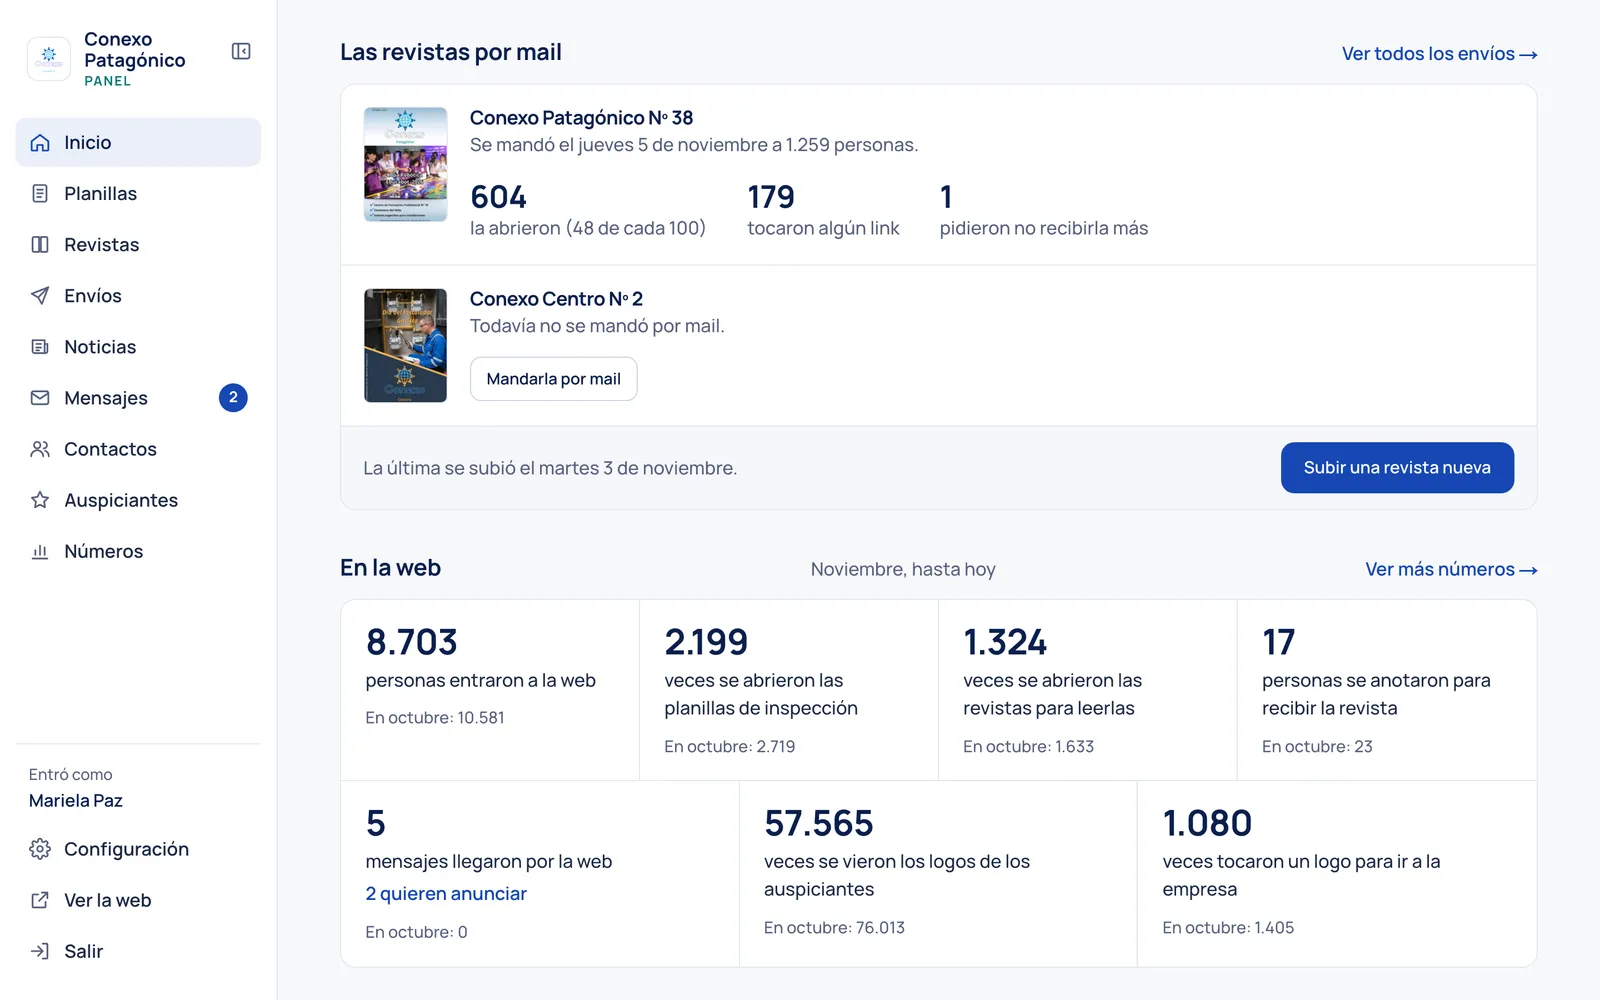 Conexo
Patagónico
PANEL
Inicio
Planillas
Revistas
Envíos
Noticias
Mensajes
2
Contactos
Auspiciantes
Números
Entró como
Mariela Paz
Configuración
Ver la web
Salir
Las revistas por mail
Ver todos los envíos →
Conexo Patagónico Nº 38
Se mandó el jueves 5 de noviembre a 1.259 personas.
604
la abrieron (48 de cada 100)
179
tocaron algún link
1
pidieron no recibirla más
Conexo Centro Nº 2
Todavía no se mandó por mail.
Mandarla por mail
La última se subió el martes 3 de noviembre.
Subir una revista nueva
En la web
Noviembre, hasta hoy
Ver más números →
8.703
personas entraron a la web
En octubre: 10.581
2.199
veces se abrieron las
planillas de inspección
En octubre: 2.719
1.324
veces se abrieron las
revistas para leerlas
En octubre: 1.633
17
personas se anotaron para
recibir la revista
En octubre: 23
5
mensajes llegaron por la web
2 quieren anunciar
En octubre: 0
57.565
veces se vieron los logos de los
auspiciantes
En octubre: 76.013
1.080
veces tocaron un logo para ir a la
empresa
En octubre: 1.405